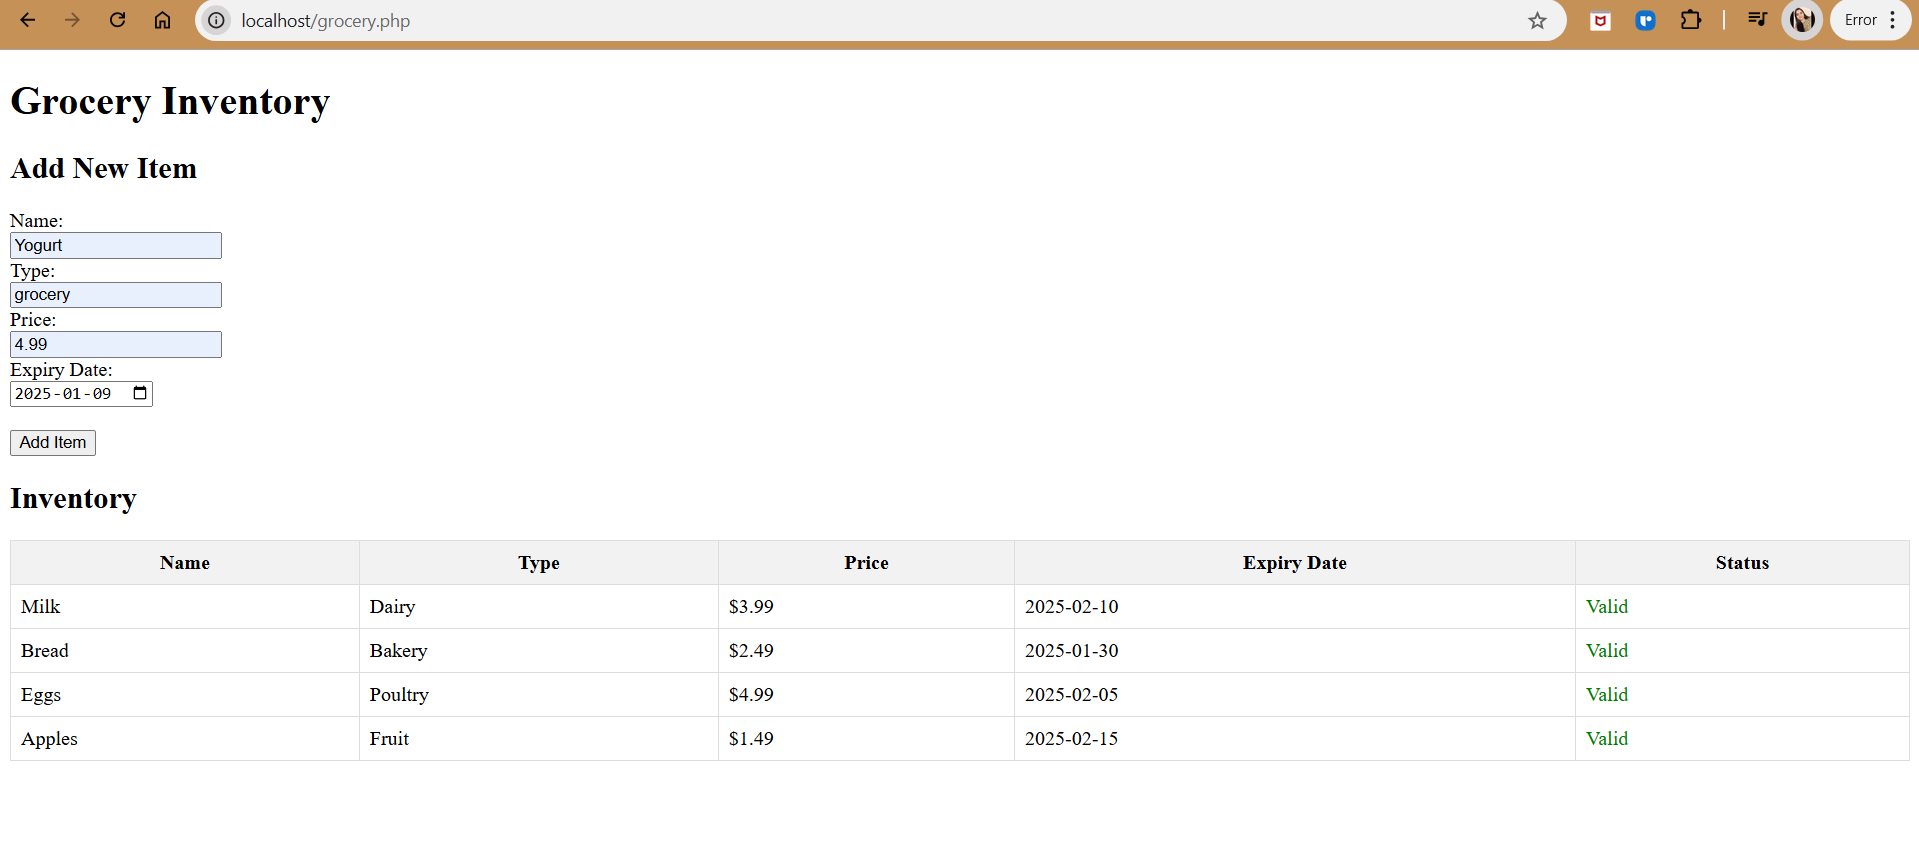 localhost/grocery.php Error
Grocery Inventory
Add New Item
Name:
Yogurt
Type:
grocery
Price:
4.99
Expiry Date:
2025-01-09
Add Item
Inventory
Name Type Price Expiry Date Status
Milk Dairy $3.99 2025-02-10 Valid
Bread Bakery $2.49 2025-01-30 Valid
Eggs Poultry $4.99 2025-02-05 Valid
Apples Fruit $1.49 2025-02-15 Valid